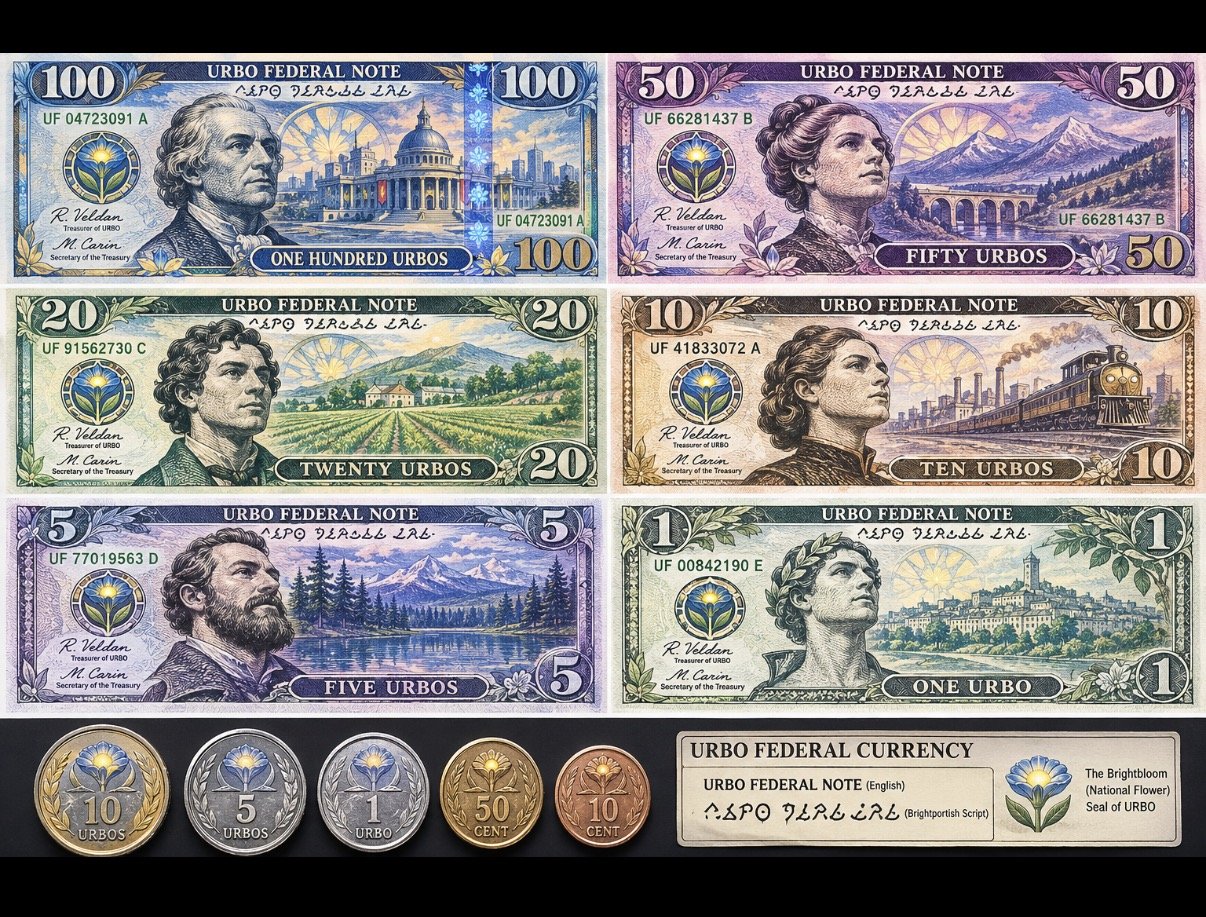 100
URBO FEDERAL NOTE
100
UF 04723091 A
R. Veldan
Treasurer of URBO
M. Carin
Secretary of the Treasury
UF 04723091 A
ONE HUNDRED URBOS
100
50
URBO FEDERAL NOTE
50
UF 66281437 B
R. Veldan
Treasurer of URBO
M. Carin
Secretary of the Treasury
UF 66281437 B
FIFTY URBOS
50
20
URBO FEDERAL NOTE
20
UF 91562730 C
R. Veldan
Treasurer of URBO
M. Carin
Secretary of the Treasury
TWENTY URBOS
20
10
URBO FEDERAL NOTE
10
UF 41833072 A
R. Veldan
Treasurer of URBO
M. Carin
Secretary of the Treasury
TEN URBOS
10
5
URBO FEDERAL NOTE
5
UF 77019563 D
R. Veldan
Treasurer of URBO
M. Carin
Secretary of the Treasury
FIVE URBOS
5
1
URBO FEDERAL NOTE
1
UF 00842190 E
R. Veldan
Treasurer of URBO
M. Carin
Secretary of the Treasury
ONE URBO
1
10
URBOS
5
URBOS
1
URBO
50
CENT
10
CENT
URBO FEDERAL CURRENCY
URBO FEDERAL NOTE (English)
(Brightportish Script)
The Brightbloom
(National Flower)
Seal of URBO